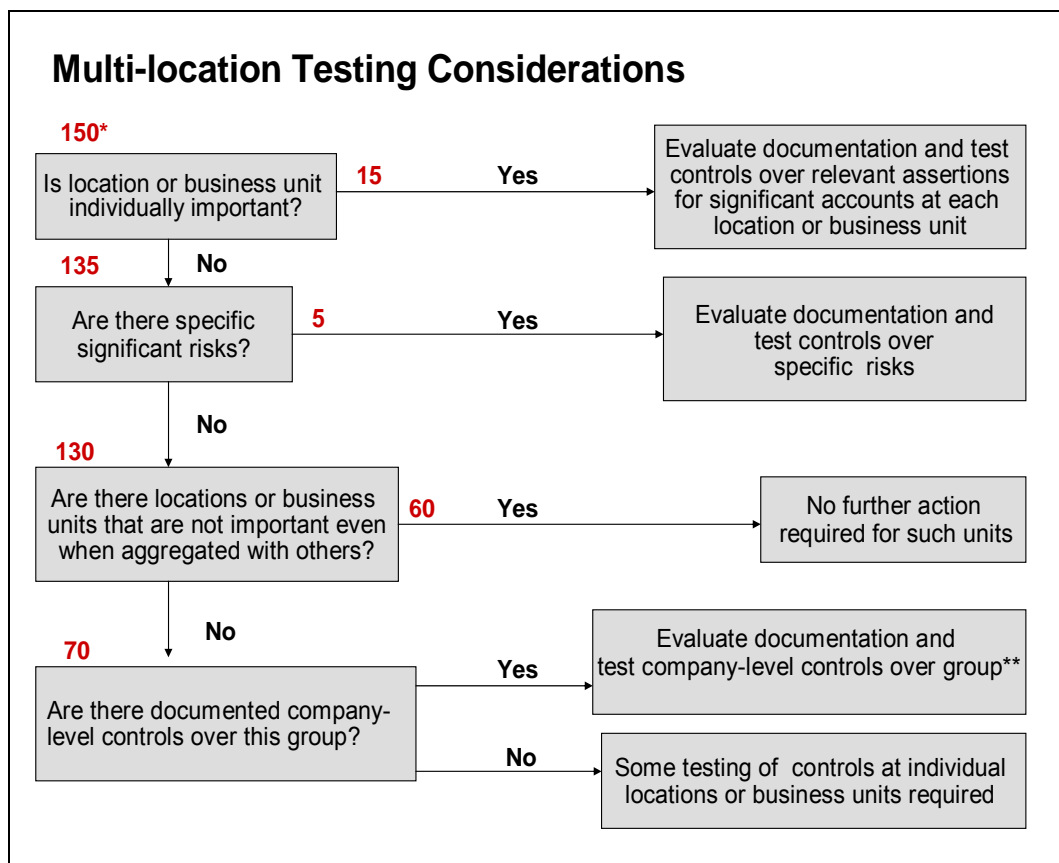 Multi-location Testing Considerations
150*
Is location or business unit
individually important?
15
Yes
Evaluate documentation and test
controls over relevant assertions
for significant accounts at each
location or business unit
No
135
Are there specific
significant risks?
5
Yes
Evaluate documentation and
test controls over
specific risks
No
130
Are there locations or business
units that are not important even
when aggregated with others?
60
Yes
No further action
required for such units
No
70
Are there documented company-
level controls over this group?
Yes
Evaluate documentation and
test company-level controls over group**
No
Some testing of controls at individual
locations or business units required